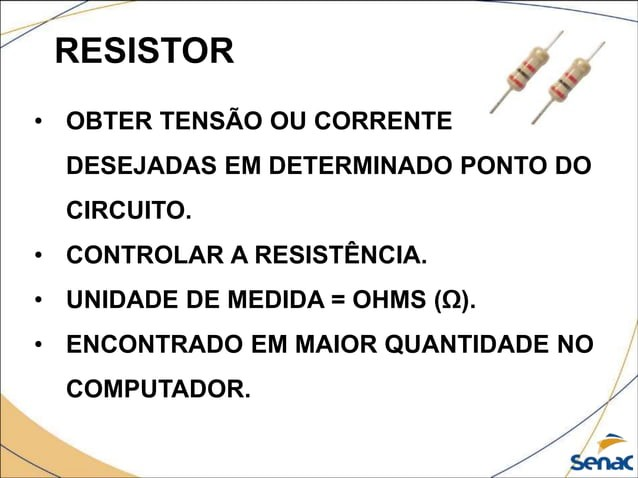 RESISTOR
• OBTER TENSÃO OU CORRENTE
DESEJADAS EM DETERMINADO PONTO DO
CIRCUITO.
• CONTROLAR A RESISTÊNCIA.
• UNIDADE DE MEDIDA = OHMS (Ω).
• ENCONTRADO EM MAIOR QUANTIDADE NO
COMPUTADOR.
Senac